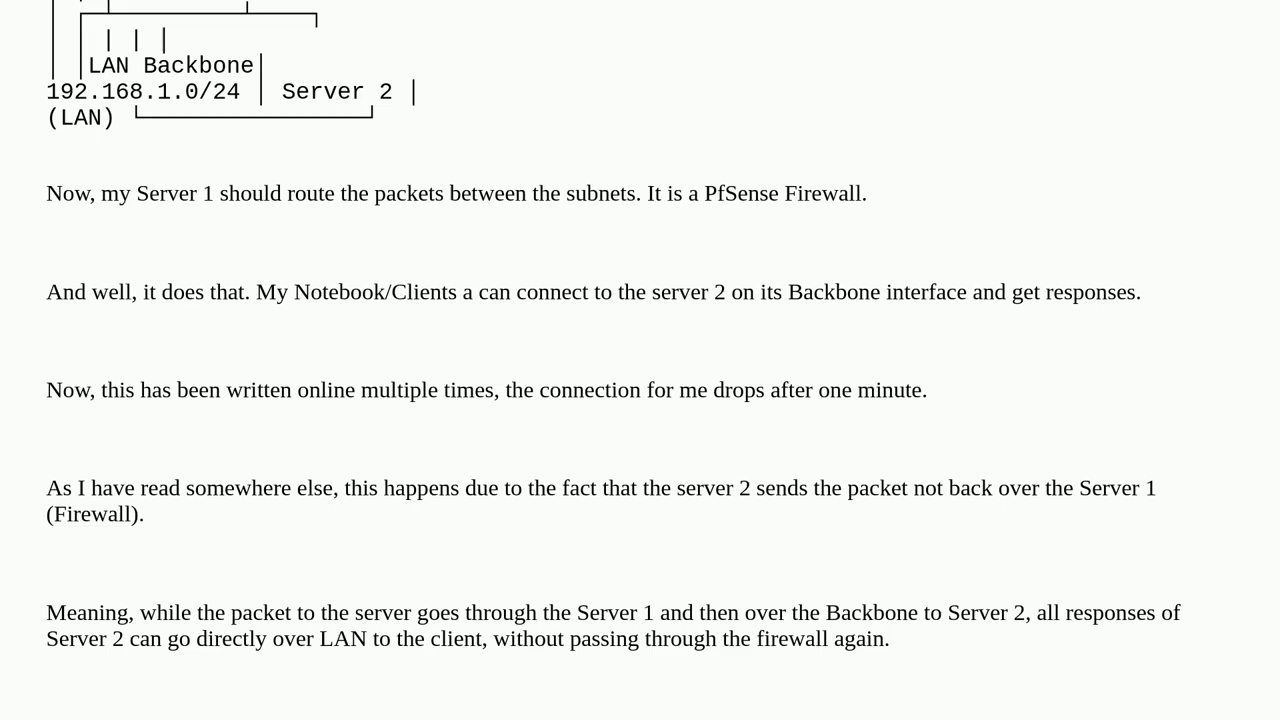 │ │ │ │
LAN Backbone│
192.168.1.0/24 │ Server 2 │
(LAN) └─────────────────┘
Now, my Server 1 should route the packets between the subnets. It is a PfSense Firewall.
And well, it does that. My Notebook/Clients a can connect to the server 2 on its Backbone interface and get responses.
Now, this has been written online multiple times, the connection for me drops after one minute.
As I have read somewhere else, this happens due to the fact that the server 2 sends the packet not back over the Server 1
(Firewall).
Meaning, while the packet to the server goes through the Server 1 and then over the Backbone to Server 2, all responses of
Server 2 can go directly over LAN to the client, without passing through the firewall again.